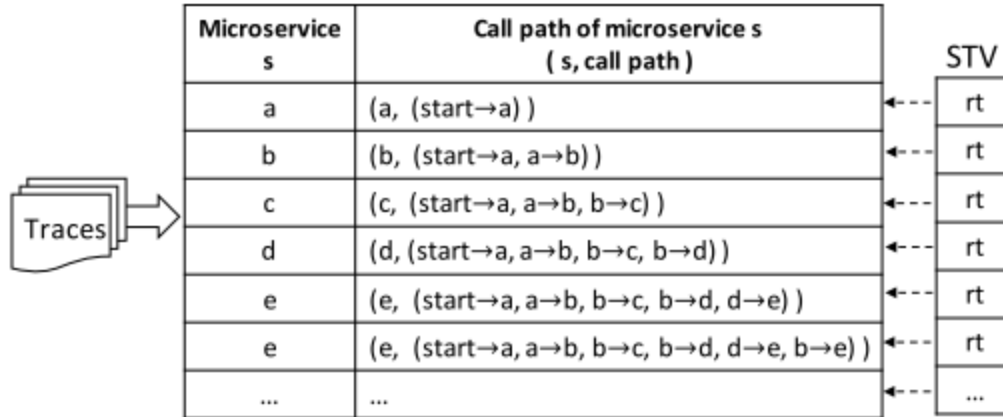 Microservice s Call path of microservice s ( s, call path ) STV
a (a, (start→a) ) rt
b (b, (start→a, a→b) ) rt
c (c, (start→a, a→b, b→c) ) rt
Traces
d (d, (start→a, a→b, b→c, b→d) ) rt
e (e, (start→a, a→b, b→c, b→d, d→e) ) rt
e (e, (start→a, a→b, b→c, b→d, d→e, b→e) ) rt
... ... ...